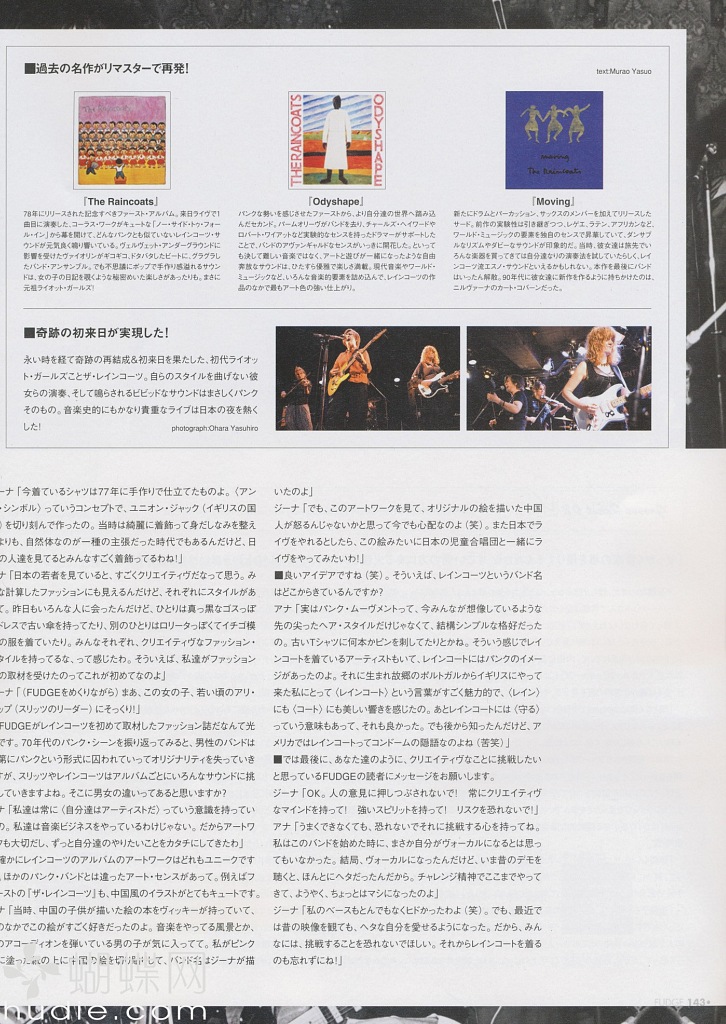 ■過去の名作がリマスターで再発!
text:Murao Yasuo
The Raincoats
THE RAINCOATS
ODYSHAPE
moving
The Raincoats
『The Raincoats』
78年にリリースされた記念すべきファースト・アルバム。来日ライヴで1
曲目に演奏した、コーラス・ワークがキュートな「ノー・サイド・トゥ・フォー
ル・イン」から幕を開けて、どんなパンクとも似ていないレインコーツ・サ
ウンドが元気良く鳴り響いている。ヴェルヴェット・アンダーグラウンドに
影響を受けたヴァイオリンがギコギコ、ドタバタしたビートに、グラグラし
たバンド・アンサンブル。でも不思議にポップで手作り感溢れるサウン
ドは、女の子の日記を覗くような秘密めいた楽しさがあったりも。まさに
元祖ライオット・ガールズ!
『Odyshape』
パンクな勢いを感じさせたファーストから、より自分達の世界へ踏み込
んだセカンド。パームオリーヴがバンドを去り、チャールズ・ヘイワードや
ロバート・ワイアットなど実験的なセンスを持ったドラマーがサポートした
ことで、バンドのアヴァンギャルドなセンスがいっきに開花した。といって
も決して難しい音楽ではなく、アートと遊びが一緒になったような自由
奔放なサウンドは、ひたすら優雅で楽しさ満載。現代音楽やワールド・
ミュージックなど、いろんな音楽的要素を詰め込んで、レインコーツの作
品のなかで最もアート色の強い仕上がり。
『Moving』
新たにドラムとパーカッション、サックスのメンバーを加えてリリースした
サード。前作の実験性は引き継ぎつつ、レゲエ、ラテン、アフリカンなど、
ワールド・ミュージックの要素を独自のセンスで昇華していて、ダンサブ
ルなリズムやダビーなサウンドが印象的だ。当時、彼女達は旅先でい
ろんな楽器を買ってきては自分達なりの演奏法を試していたらしく、レイ
ンコーツ流エスノ・サウンドといえるかもしれない。本作を最後にバンド
はいったん解散。90年代に彼女達に新作を作るように持ちかけたのは、
ニルヴァーナのカート・コバーンだった。
■奇跡の初来日が実現した!
永い時を経て奇跡の再結成&初来日を果たした、初代ライオッ
ト・ガールズことザ・レインコーツ。自らのスタイルを曲げない彼
女らの演奏、そして鳴らされるビビッドなサウンドはまさしくパンク
そのもの。音楽史的にもかなり貴重なライブは日本の夜を熱く
した!
photograph:Ohara Yasuhiro
ーナ「今着ているシャツは77年に手作りで仕立てたものよ。〈アン
・シンボル〉っていうコンセプトで、ユニオン・ジャック(イギリスの国
)を切り刻んで作ったの。当時は綺麗に着飾って身だしなみを整え
よりも、自然体なのが一種の主張だった時代でもあるんだけど、日
の人達を見てるとみんなすごく着飾ってるわね!」
ナ「日本の若者を見ていると、すごくクリエイティヴだなって思う。み
な計算したファッションにも見えるんだけど、それぞれにスタイルがあ
て。昨日もいろんな人に会ったんだけど、ひとりは真っ黒なゴスっぽ
ドレスで古い傘を持ってたり、別のひとりはロリータっぽくてイチゴ模
の服を着ていたり。みんなそれぞれ、クリエイティヴなファッション・
タイルを持ってるな、って感じたわ。そういえば、私達がファッション
の取材を受けたのってこれが初めてなのよ」
ーナ「(FUDGEをめくりながら)まあ、この女の子、若い頃のアリ・
ップ(スリッツのリーダー)にそっくり!」
FUDGEがレインコーツを初めて取材したファッション誌だなんて光
です。70年代のパンク・シーンを振り返ってみると、男性のバンドは
第にパンクという形式に囚われていってオリジナリティを失っていき
すが、スリッツやレインコーツはアルバムごとにいろんなサウンドに挑
していきますよね。そこに男女の違いってあると思いますか?
ナ「私達は常に〈自分達はアーティストだ〉っていう意識を持ってい
の。私達は音楽ビジネスをやっているわけじゃない。だからアートワ
クも大切だし、ずっと自分達のやりたいことをカタチにしてきたわ」
確かにレインコーツのアルバムのアートワークはどれもユニークです
。ほかのパンク・バンドとは違ったアート・センスがあって。例えばフ
ーストの『ザ・レインコーツ』も、中国風のイラストがとてもキュートです。
ナ「当時、中国の子供が描いた絵の本をヴィッキーが持っていて、
のなかでこの絵がすごく好きだったのよ。音楽をやってる風景とか、
のアコーディオンを弾いている男の子が気に入ってて。私がピンク
に塗った紙の上に中国の絵を切り貼りして、バンド名はジーナが描
いたのよ」
ジーナ「でも、このアートワークを見て、オリジナルの絵を描いた中国
人が怒るんじゃないかと思って今でも心配なのよ(笑)。また日本でラ
イヴをやれるとしたら、この絵みたいに日本の児童合唱団と一緒にラ
イヴをやってみたいわ!」
■良いアイデアですね(笑)。そういえば、レインコーツというバンド名
はどこからきているんですか?
アナ「実はパンク・ムーヴメントって、今みんなが想像しているような
先の尖ったヘア・スタイルだけじゃなくて、結構シンプルな格好だった
の。古いTシャツに何本かピンを刺してたりとかね。そういう感じでレイ
ンコートを着ているアーティストもいて、レインコートにはパンクのイメー
ジがあったのよ。それに生まれ故郷のポルトガルからイギリスにやって
来た私にとって〈レインコート〉という言葉がすごく魅力的で、〈レイン〉
にも〈コート〉にも美しい響きを感じたの。あとレインコートには〈守る〉
っていう意味もあって、それも良かった。でも後から知ったんだけど、ア
メリカではレインコートってコンドームの隠語なのよね(苦笑)」
■では最後に、あなた達のように、クリエイティヴなことに挑戦したい
と思っているFUDGEの読者にメッセージをお願いします。
ジーナ「OK。人の意見に押しつぶされないで! 常にクリエイティヴ
なマインドを持って! 強いスピリットを持って! リスクを恐れないで!」
アナ「うまくできなくても、恐れないでそれに挑戦する心を持ってね。
私はこのバンドを始めた時に、まさか自分がヴォーカルになるとは思っ
てもいなかった。結局、ヴォーカルになったんだけど、いま昔のデモを
聴くと、ほんとにヘタだったんだから。チャレンジ精神でここまでやって
きて、ようやく、ちょっとはマシになったのよ」
ジーナ「私のベースもとんでもなくヒドかったわよ(笑)。でも、最近で
は昔の映像を観ても、ヘタな自分を愛せるようになった。だから、みん
なには、挑戦することを恐れないでほしい。それからレインコートを着る
のも忘れずにね!」
蝴蝶网
hudie.com
FUDGE 143